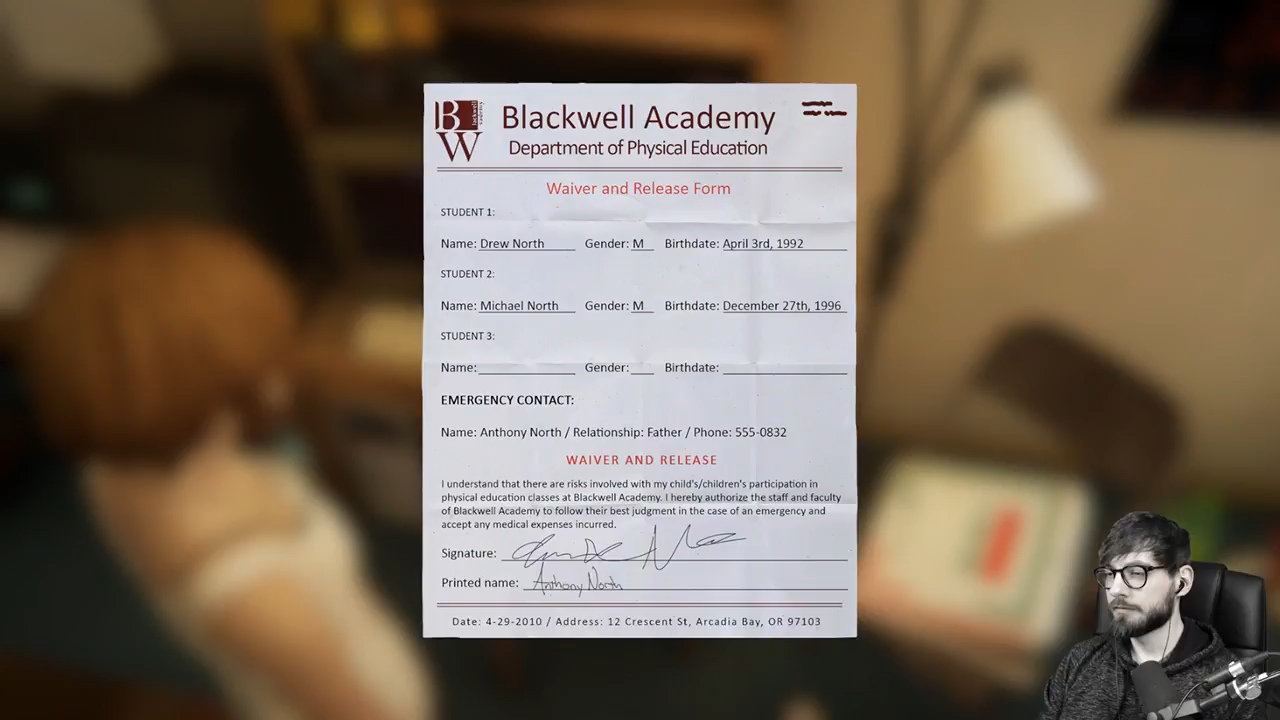 BW Blackwell Academy
Blackwell Academy
Department of Physical Education
Waiver and Release Form
STUDENT 1:
Name: Drew North Gender: M Birthdate: April 3rd, 1992
STUDENT 2:
Name: Michael North Gender: M Birthdate: December 27th, 1996
STUDENT 3:
Name: Gender: Birthdate:
EMERGENCY CONTACT:
Name: Anthony North / Relationship: Father / Phone: 555-0832
WAIVER AND RELEASE
I understand that there are risks involved with my child's/children's participation in
physical education classes at Blackwell Academy. I hereby authorize the staff and faculty
of Blackwell Academy to follow their best judgment in the case of an emergency and
accept any medical expenses incurred.
Signature:
Printed name: Anthony North
Date: 4-29-2010 / Address: 12 Crescent St, Arcadia Bay, OR 97103